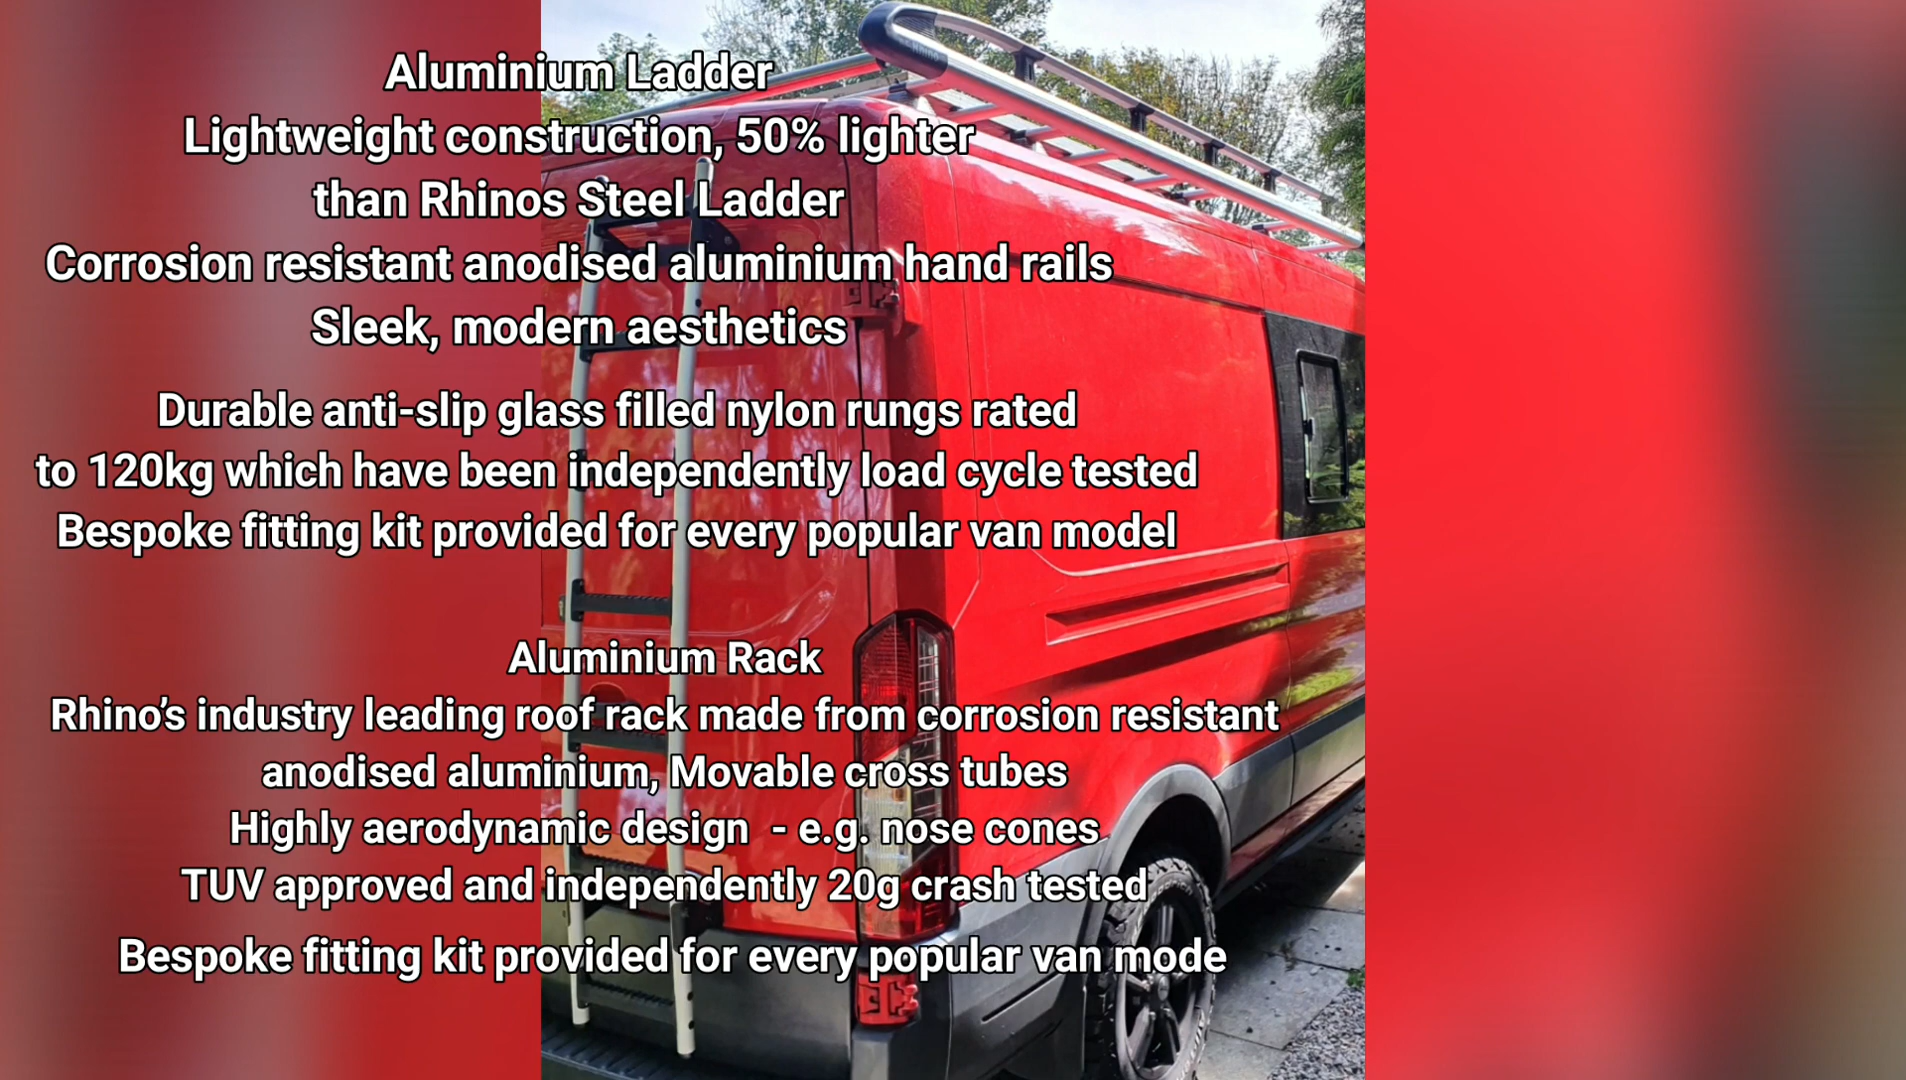 Aluminium Ladder
Lightweight construction, 50% lighter
than Rhinos Steel Ladder
Corrosion resistant anodised aluminium hand rails
Sleek, modern aesthetics
Durable anti-slip glass filled nylon rungs rated
to 120kg which have been independently load cycle tested
Bespoke fitting kit provided for every popular van model
Aluminium Rack
Rhino’s industry leading roof rack made from corrosion resistant
anodised aluminium, Movable cross tubes
Highly aerodynamic design  - e.g. nose cones
TUV approved and independently 20g crash tested
Bespoke fitting kit provided for every popular van mode